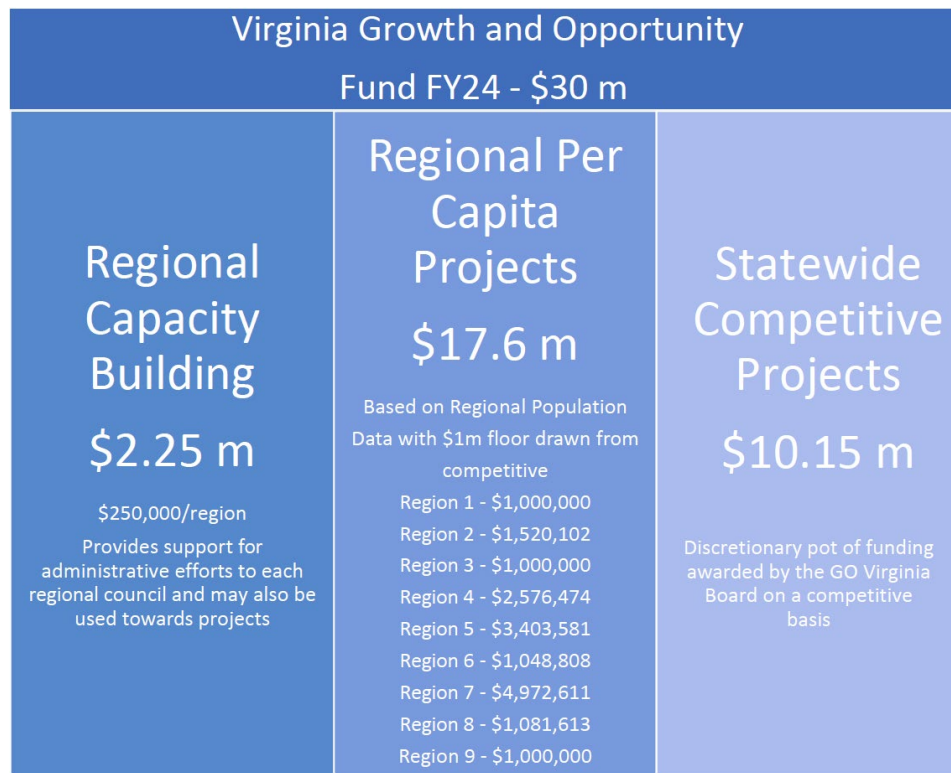 Virginia Growth and Opportunity
Fund FY24 - $30 m
Regional
Capacity
Building
$2.25 m
$250,000/region
Provides support for
administrative efforts to each
regional council and may also be
used towards projects
Regional Per
Capita
Projects
$17.6 m
Based on Regional Population
Data with $1m floor drawn from
competitive
Region 1 - $1,000,000
Region 2 - $1,520,102
Region 3 - $1,000,000
Region 4 - $2,576,474
Region 5 - $3,403,581
Region 6 - $1,048,808
Region 7 - $4,972,611
Region 8 - $1,081,613
Region 9 - $1,000,000
Statewide
Competitive
Projects
$10.15 m
Discretionary pot of funding
awarded by the GO Virginia
Board on a competitive
basis